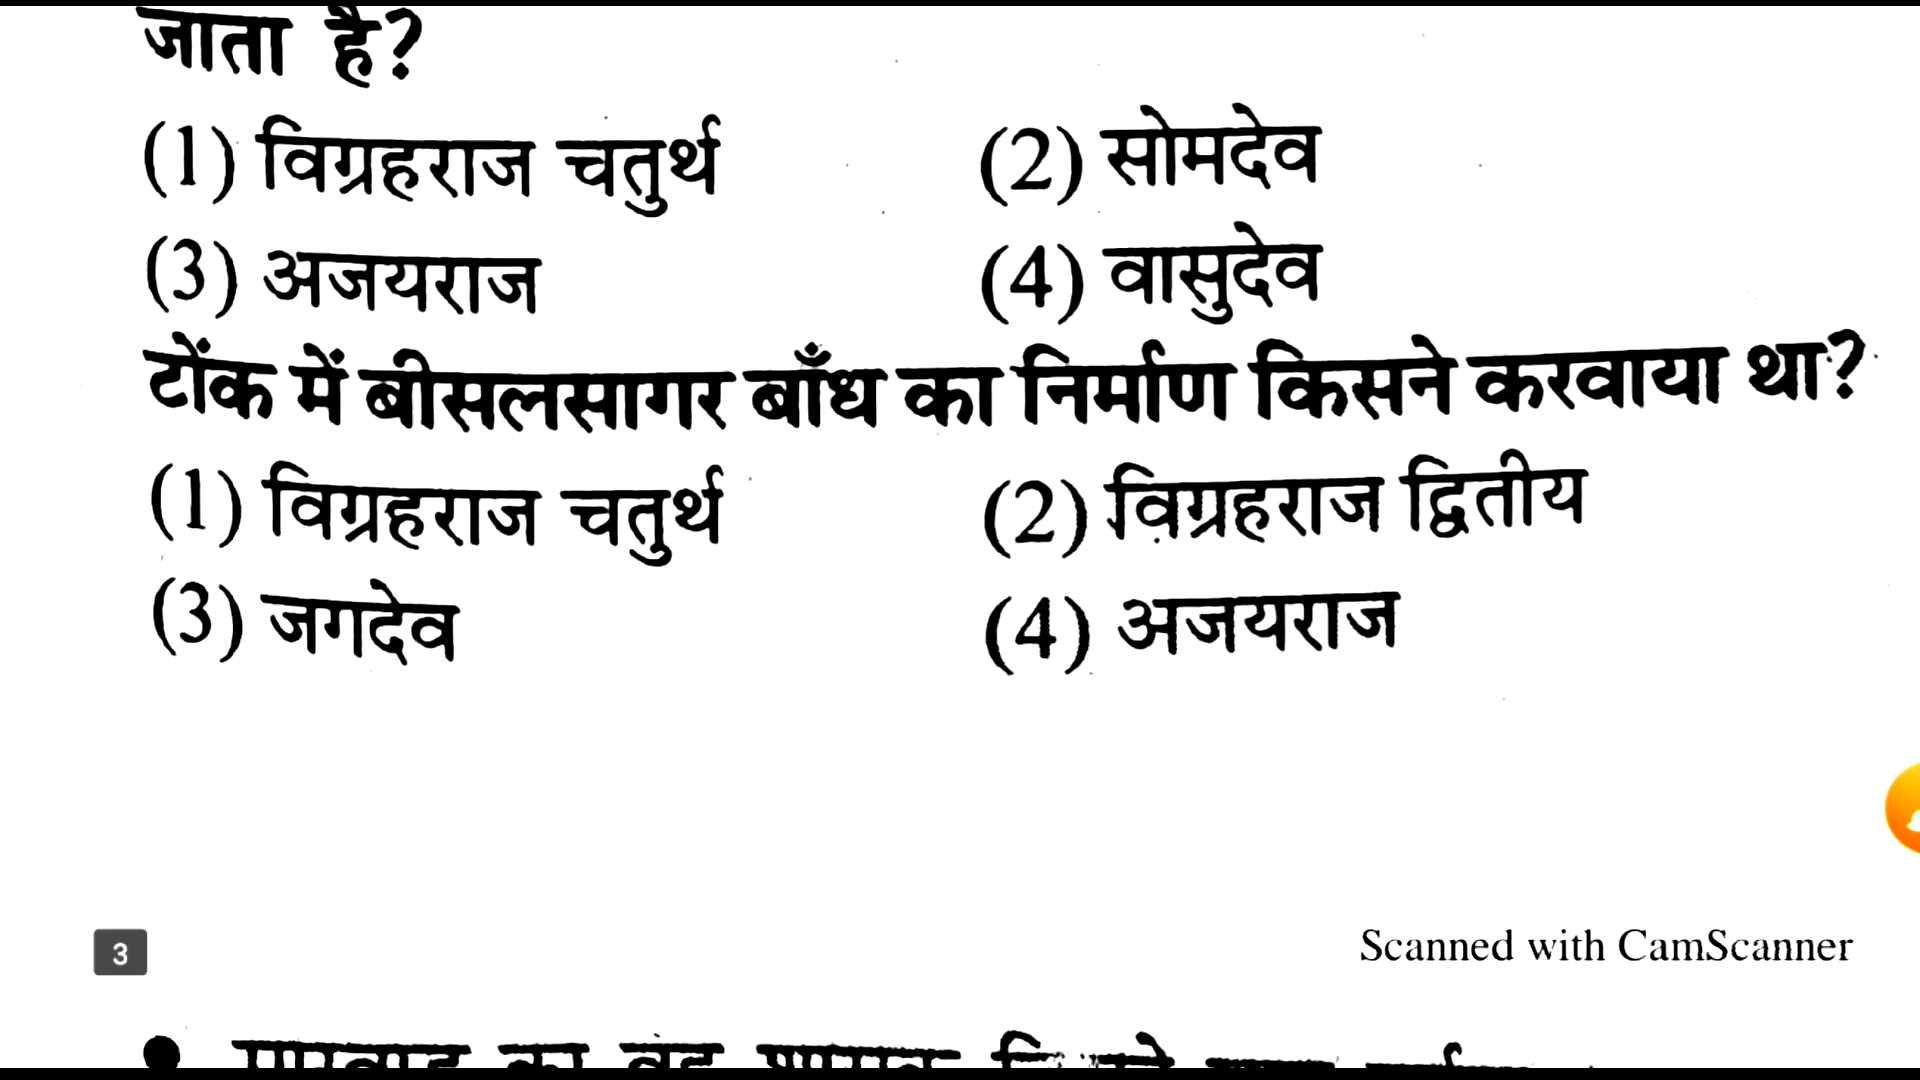 जाता है?
(1) विग्रहराज चतुर्थ (2) सोमदेव
(3) अजयराज (4) वासुदेव
टोंक में बीसलसागर बाँध का निर्माण किसने करवाया था?
(1) विग्रहराज चतुर्थ (2) विग्रहराज द्वितीय
(3) जगदेव (4) अजयराज
3 Scanned with CamScanner